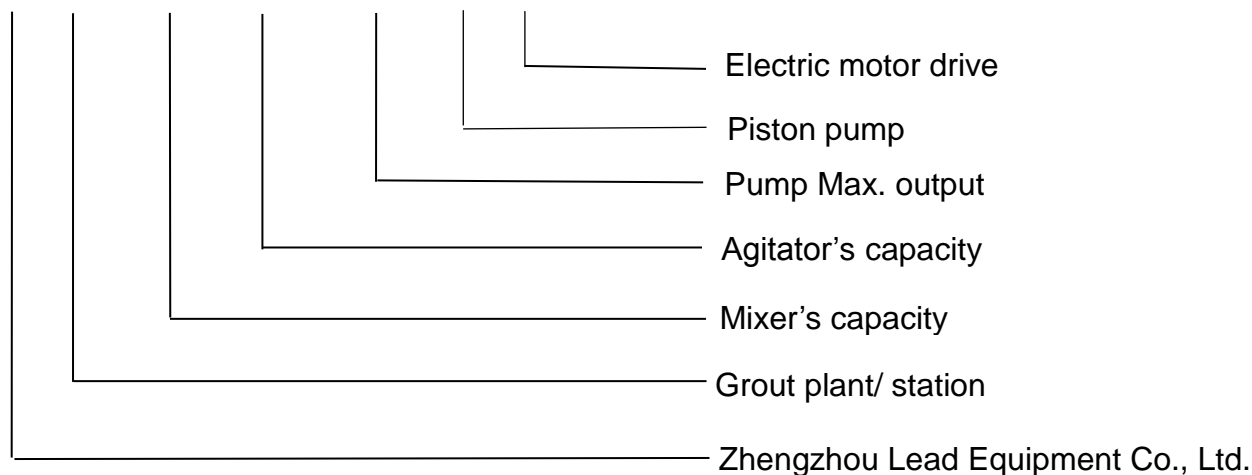 Electric motor drive
Piston pump
Pump Max. output
Agitator’s capacity
Mixer’s capacity
Grout plant/ station
Zhengzhou Lead Equipment Co., Ltd.